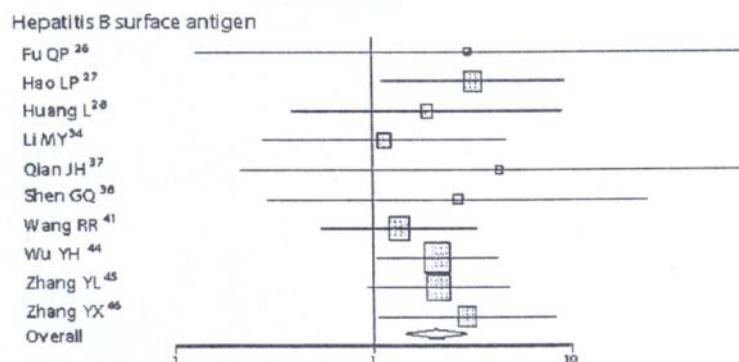 Hepatitis B surface antigen
Fu QP 26
Hao LP 27
Huang L 28
Li MY 34
Qian JH 37
Shen GQ 38
Wang RR 41
Wu YH 44
Zhang YL 45
Zhang YX 46
Overall
.1 1 10